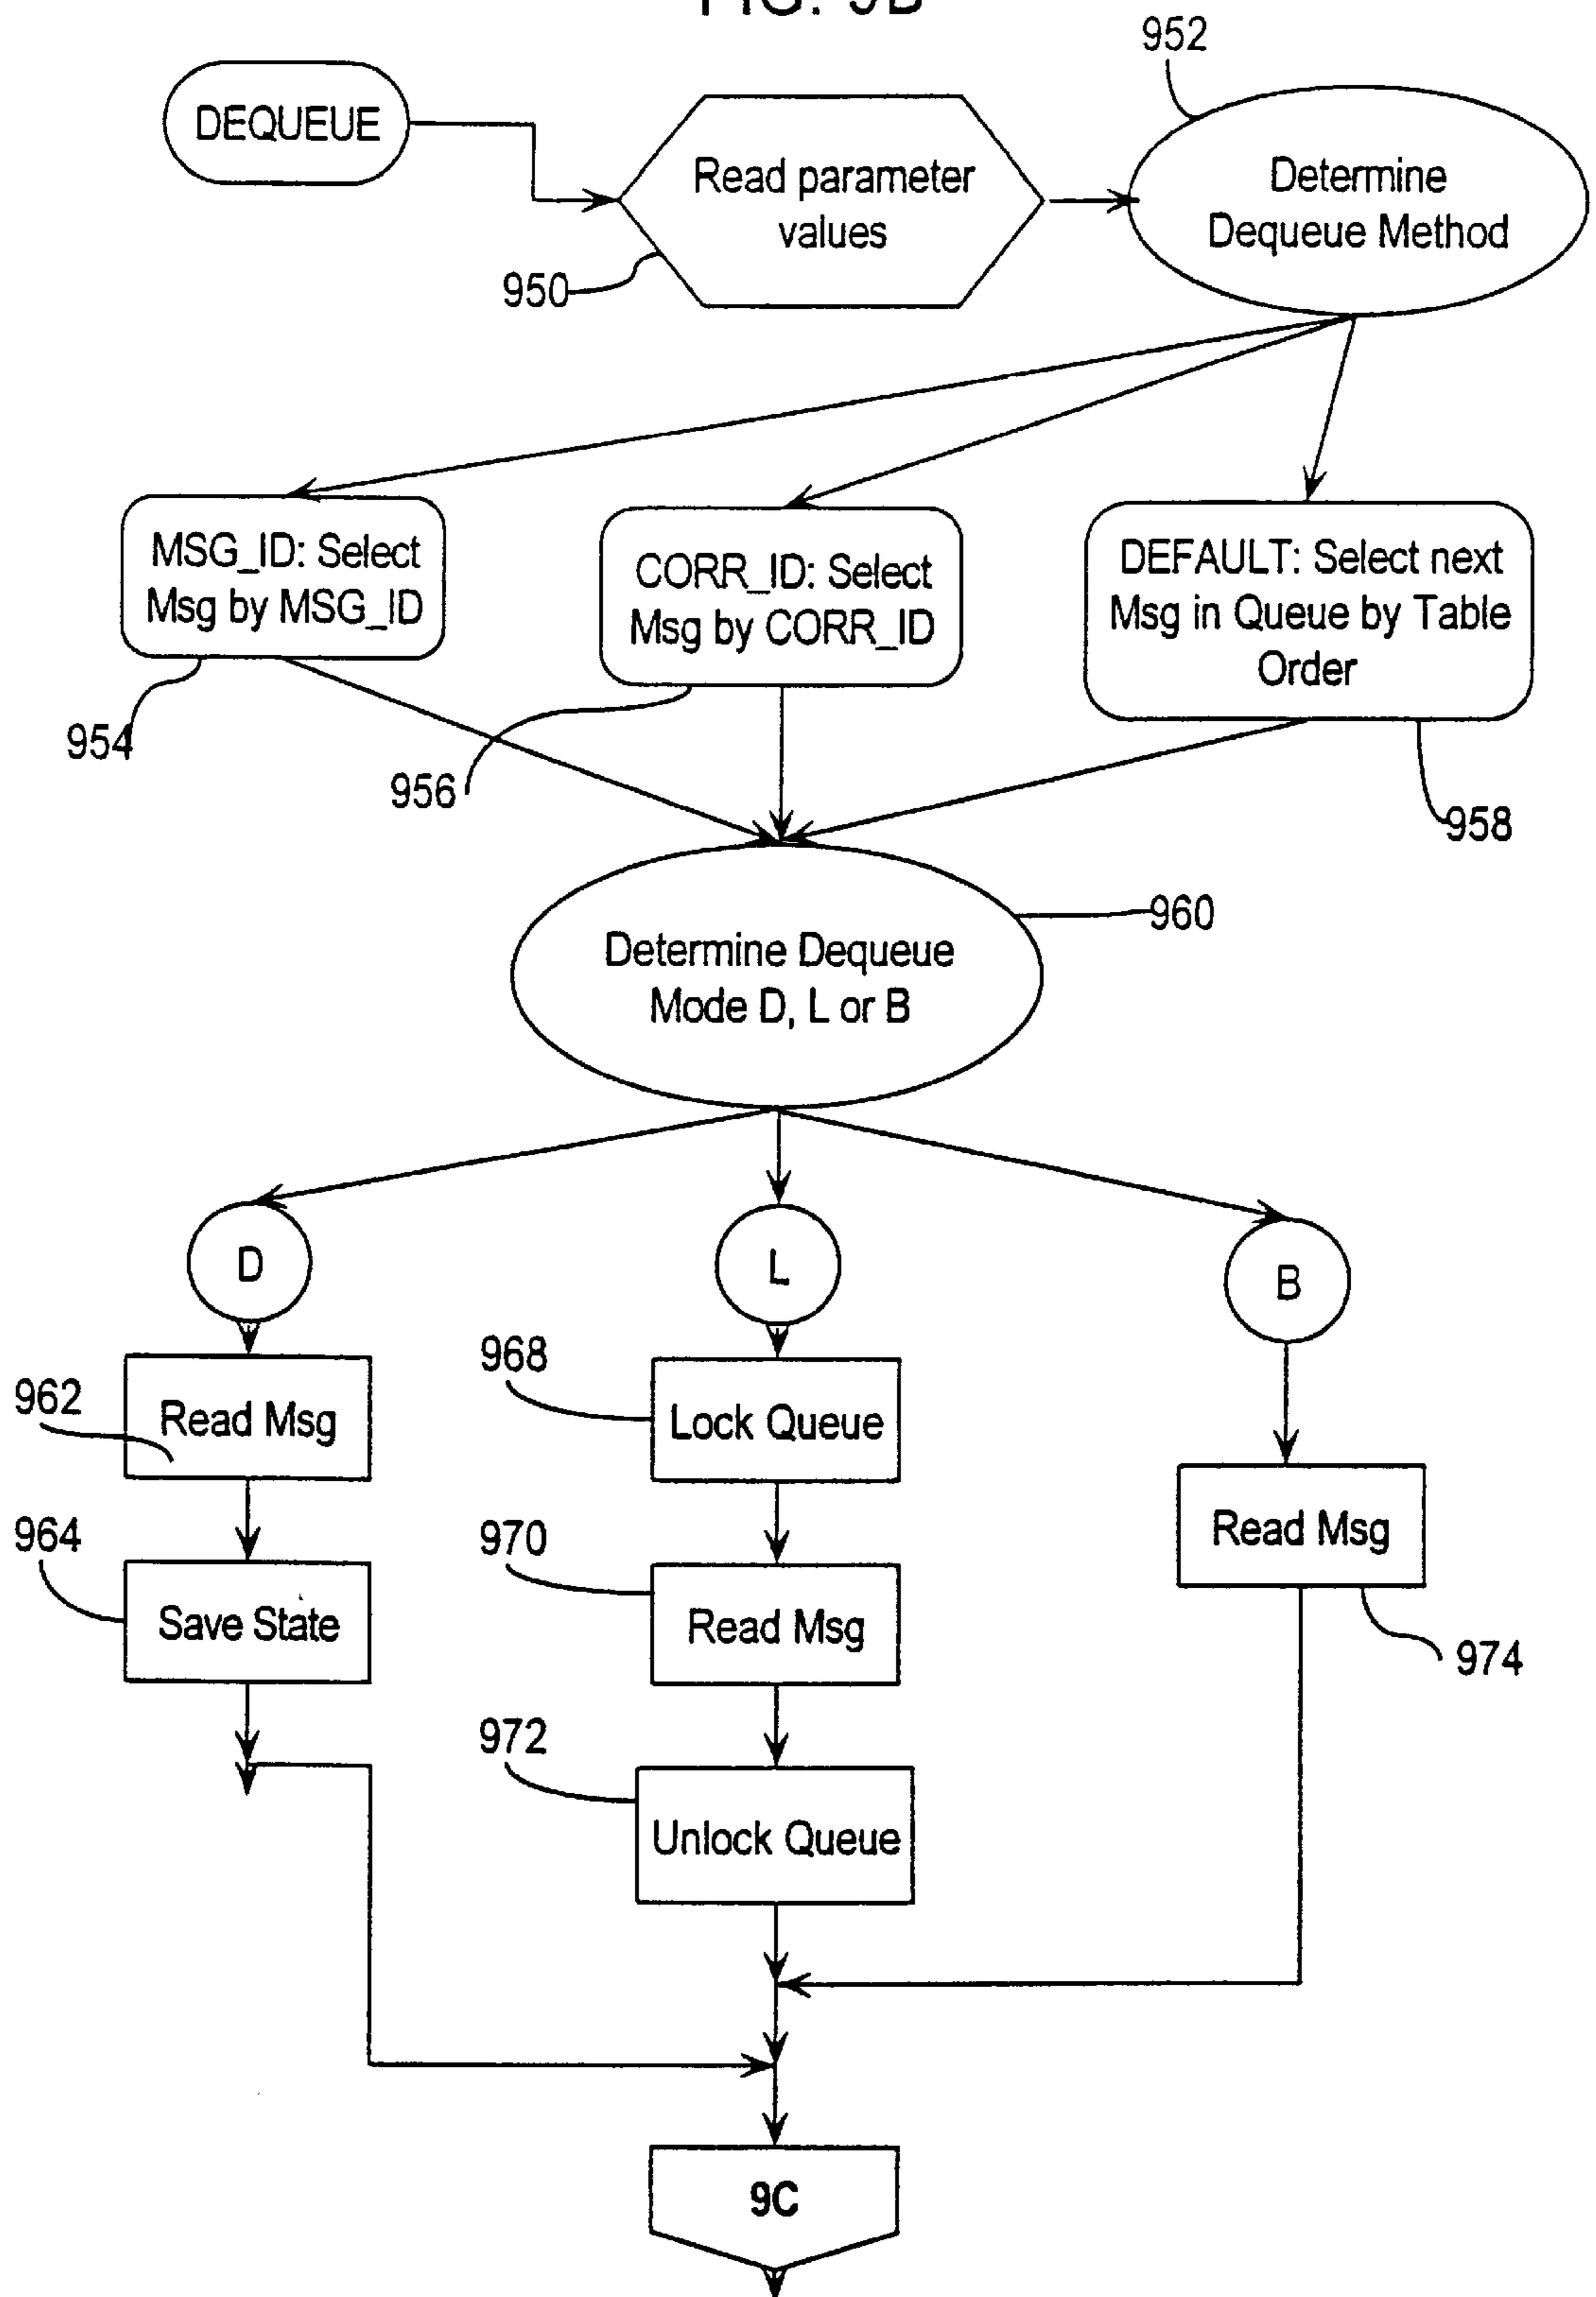 FIG. 9B
952
DEQUEUE
Read parameter
values
Determine
Dequeue Method
950
MSG_ID: Select
Msg by MSG_ID
CORR_ID: Select
Msg by CORR_ID
DEFAULT: Select next
Msg in Queue by Table
Order
954
956
958
960
Determine Dequeue
Mode D, L or B
D
L
B
962
Read Msg
968
Lock Queue
Read Msg
964
Save State
970
Read Msg
974
972
Unlock Queue
9C